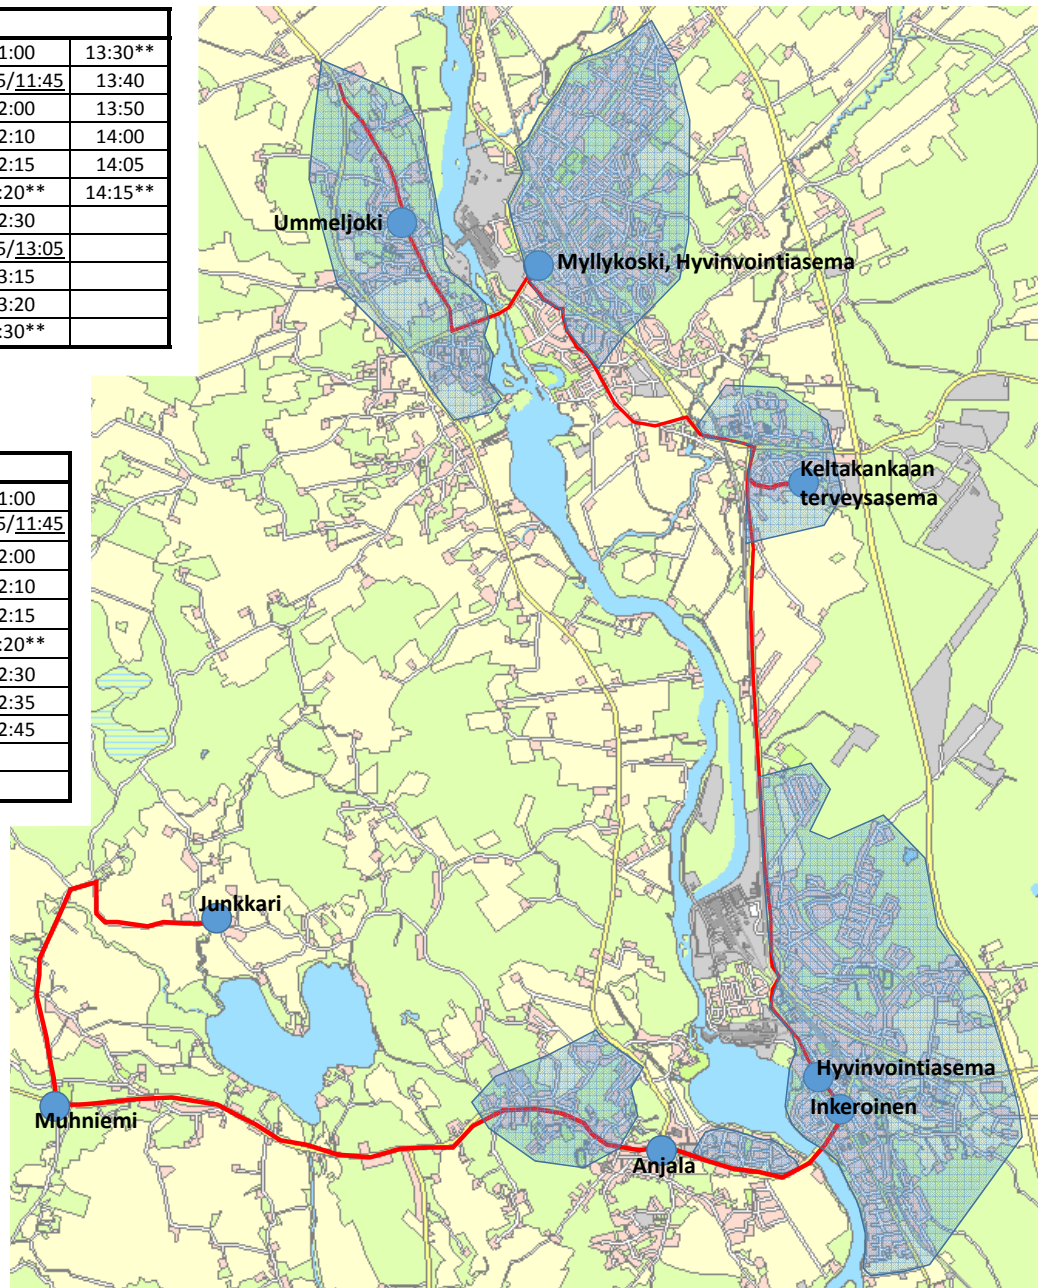 1:00 13:30**
5/11:45 13:40
2:00 13:50
2:10 14:00
2:15 14:05
:20** 14:15**
2:30
5/13:05
3:15
3:20
:30**
Ummeljoki
Myllykoski, Hyvinvointiasema
1:00
5/11:45
2:00
2:10
2:15
:20**
2:30
2:35
2:45
Keltakankaan
terveysasema
Junkkari
Hyvinvointiasema
Inkeroinen
Muhniemi
Anjala